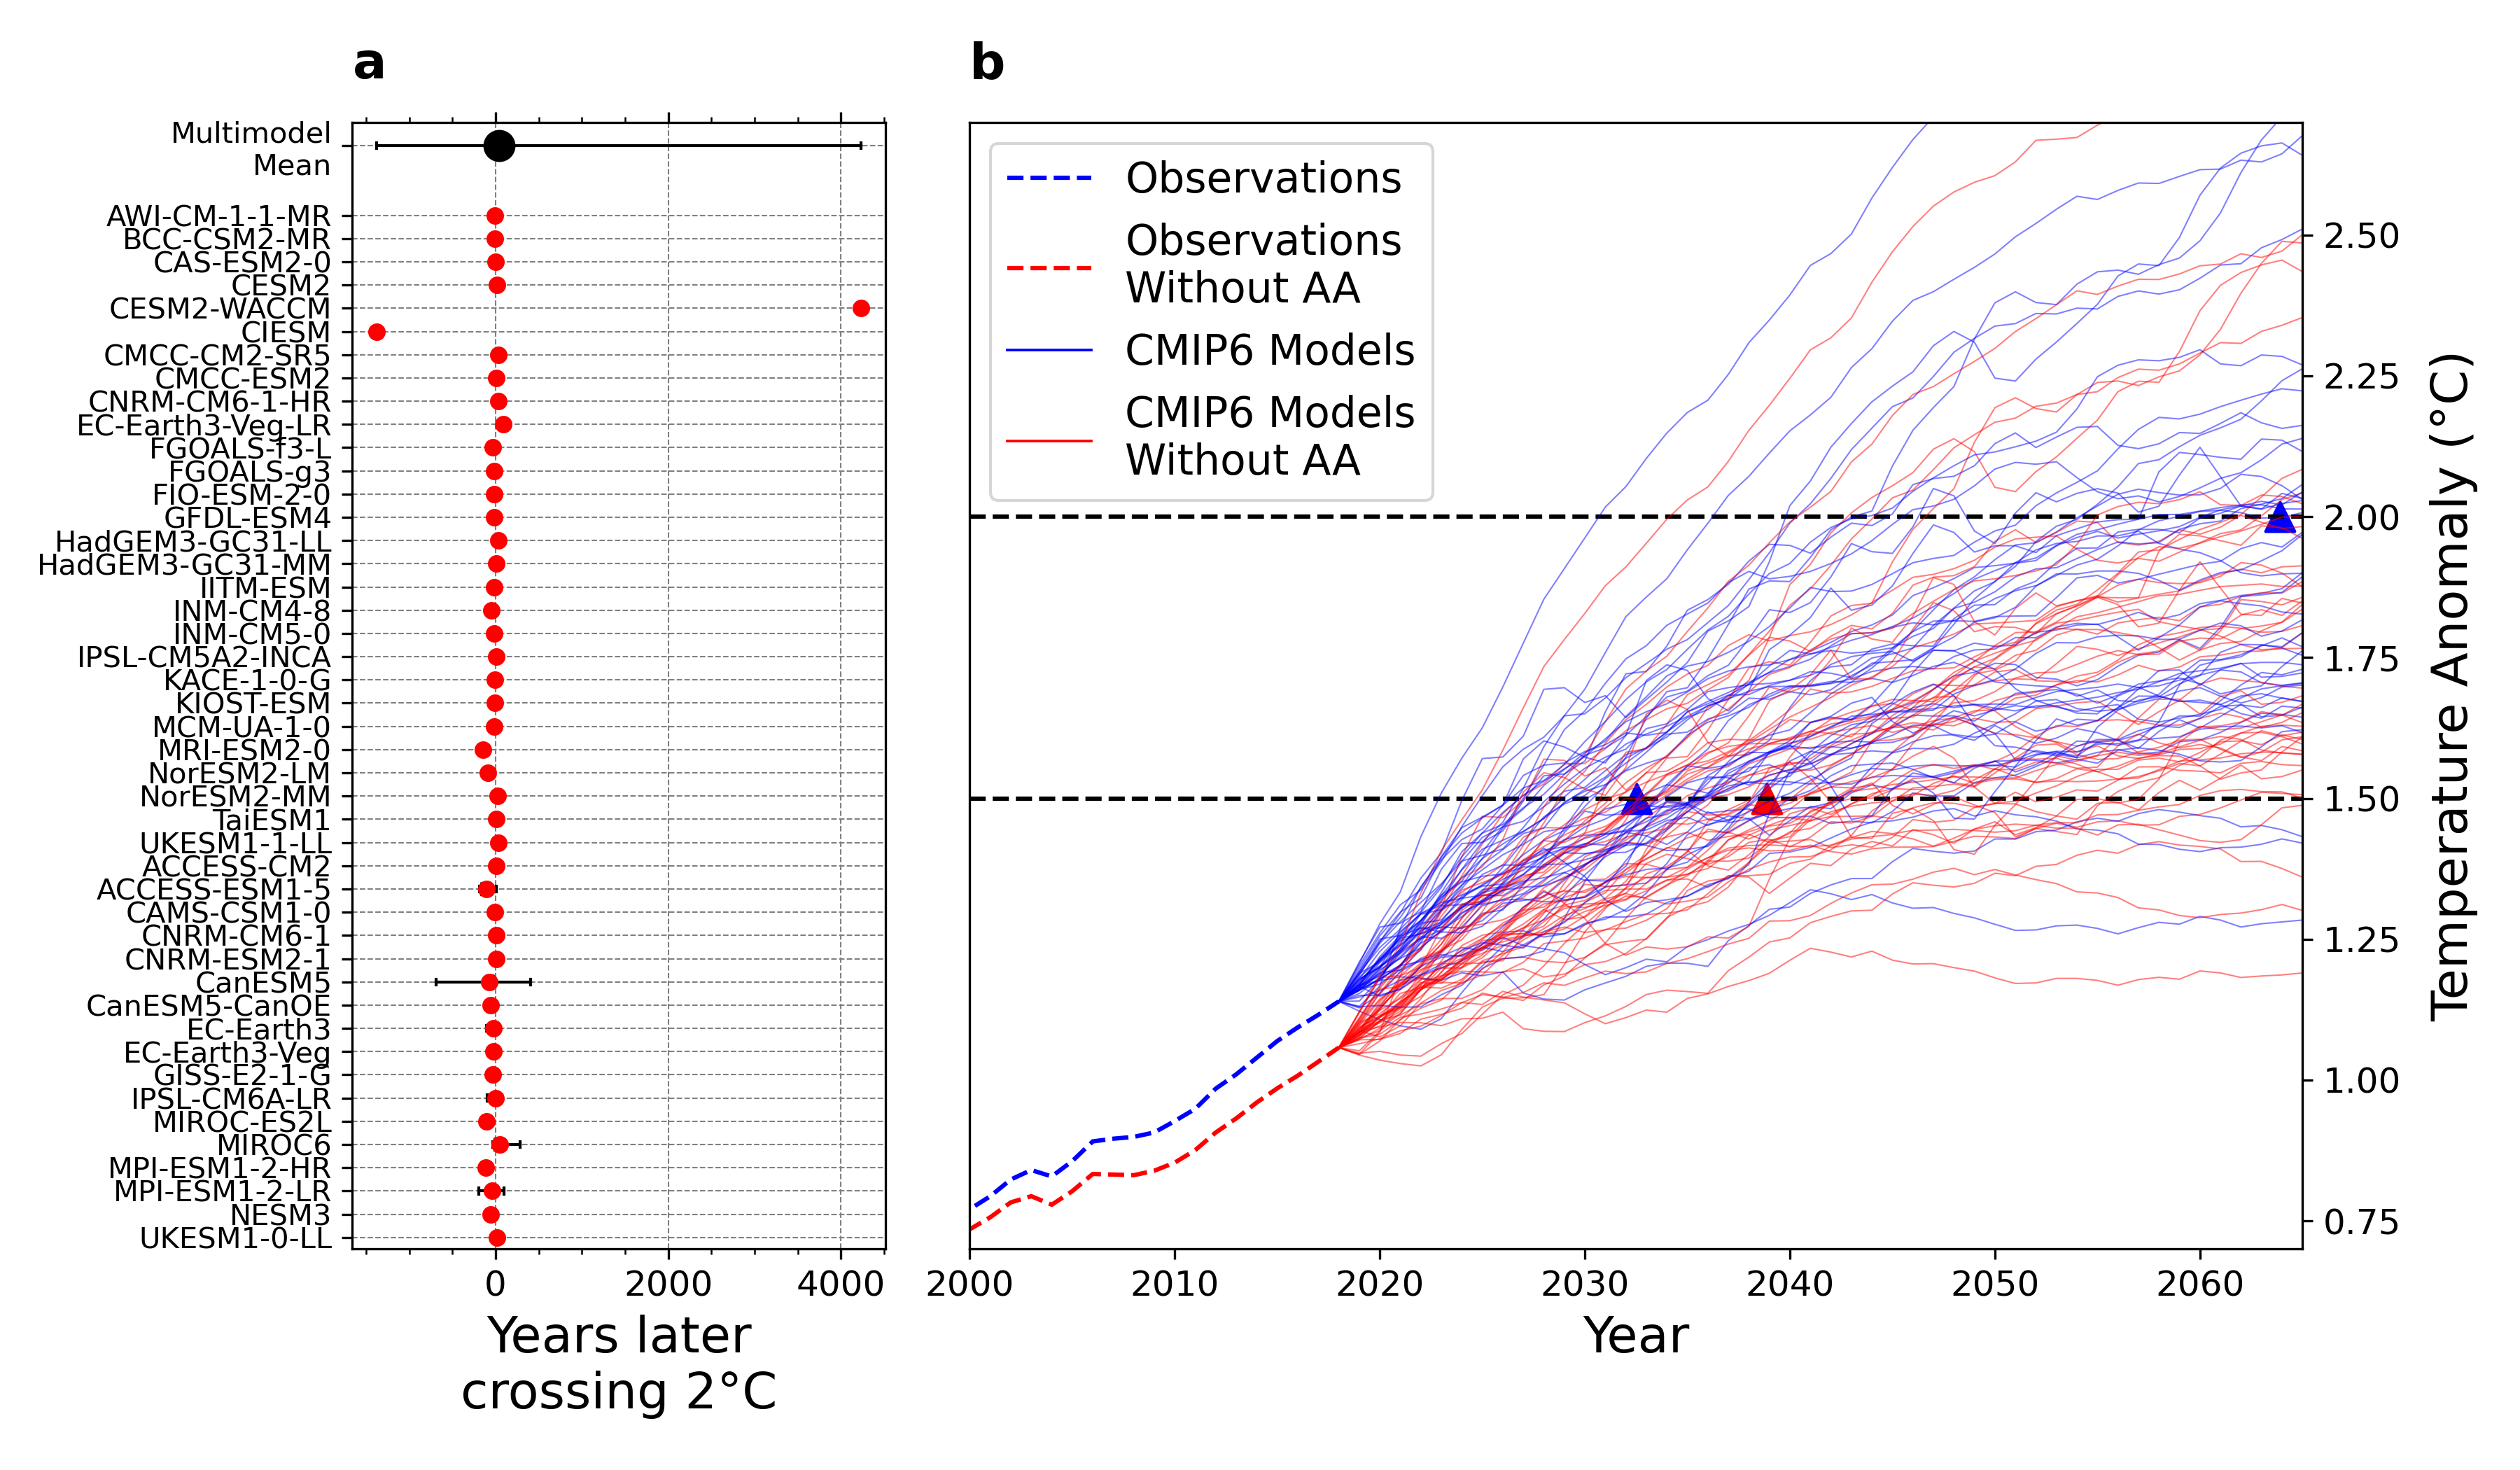 a
Multimodel
Mean
AWI-CM-1-1-MR
BCC-CSM2-MR
CAS-ESM2-0
CESM2
CESM2-WACCM
CIESM
CMCC-CM2-SR5
CMCC-ESM2
CNRM-CM6-1-HR
EC-Earth3-Veg-LR
FGOALS-f3-L
FGOALS-g3
FIO-ESM-2-0
GFDL-ESM4
HadGEM3-GC31-LL
HadGEM3-GC31-MM
IITM-ESM
INM-CM4-8
INM-CM5-0
IPSL-CM5A2-INCA
KACE-1-0-G
KIOST-ESM
MCM-UA-1-0
MRI-ESM2-0
NorESM2-LM
NorESM2-MM
TaiESM1
UKESM1-1-LL
ACCESS-CM2
ACCESS-ESM1-5
CAMS-CSM1-0
CNRM-CM6-1
CNRM-ESM2-1
CanESM5
CanESM5-CanOE
EC-Earth3
EC-Earth3-Veg
GISS-E2-1-G
IPSL-CM6A-LR
MIROC-ES2L
MIROC6
MPI-ESM1-2-HR
MPI-ESM1-2-LR
NESM3
UKESM1-0-LL
0 2000 4000
Years later
crossing 2°C
b
Observations
Observations
Without AA
CMIP6 Models
CMIP6 Models
Without AA
2.50
2.25
2.00
1.75
1.50
1.25
1.00
0.75
Temperature Anomaly (°C)
2000 2010 2020 2030 2040 2050 2060
Year